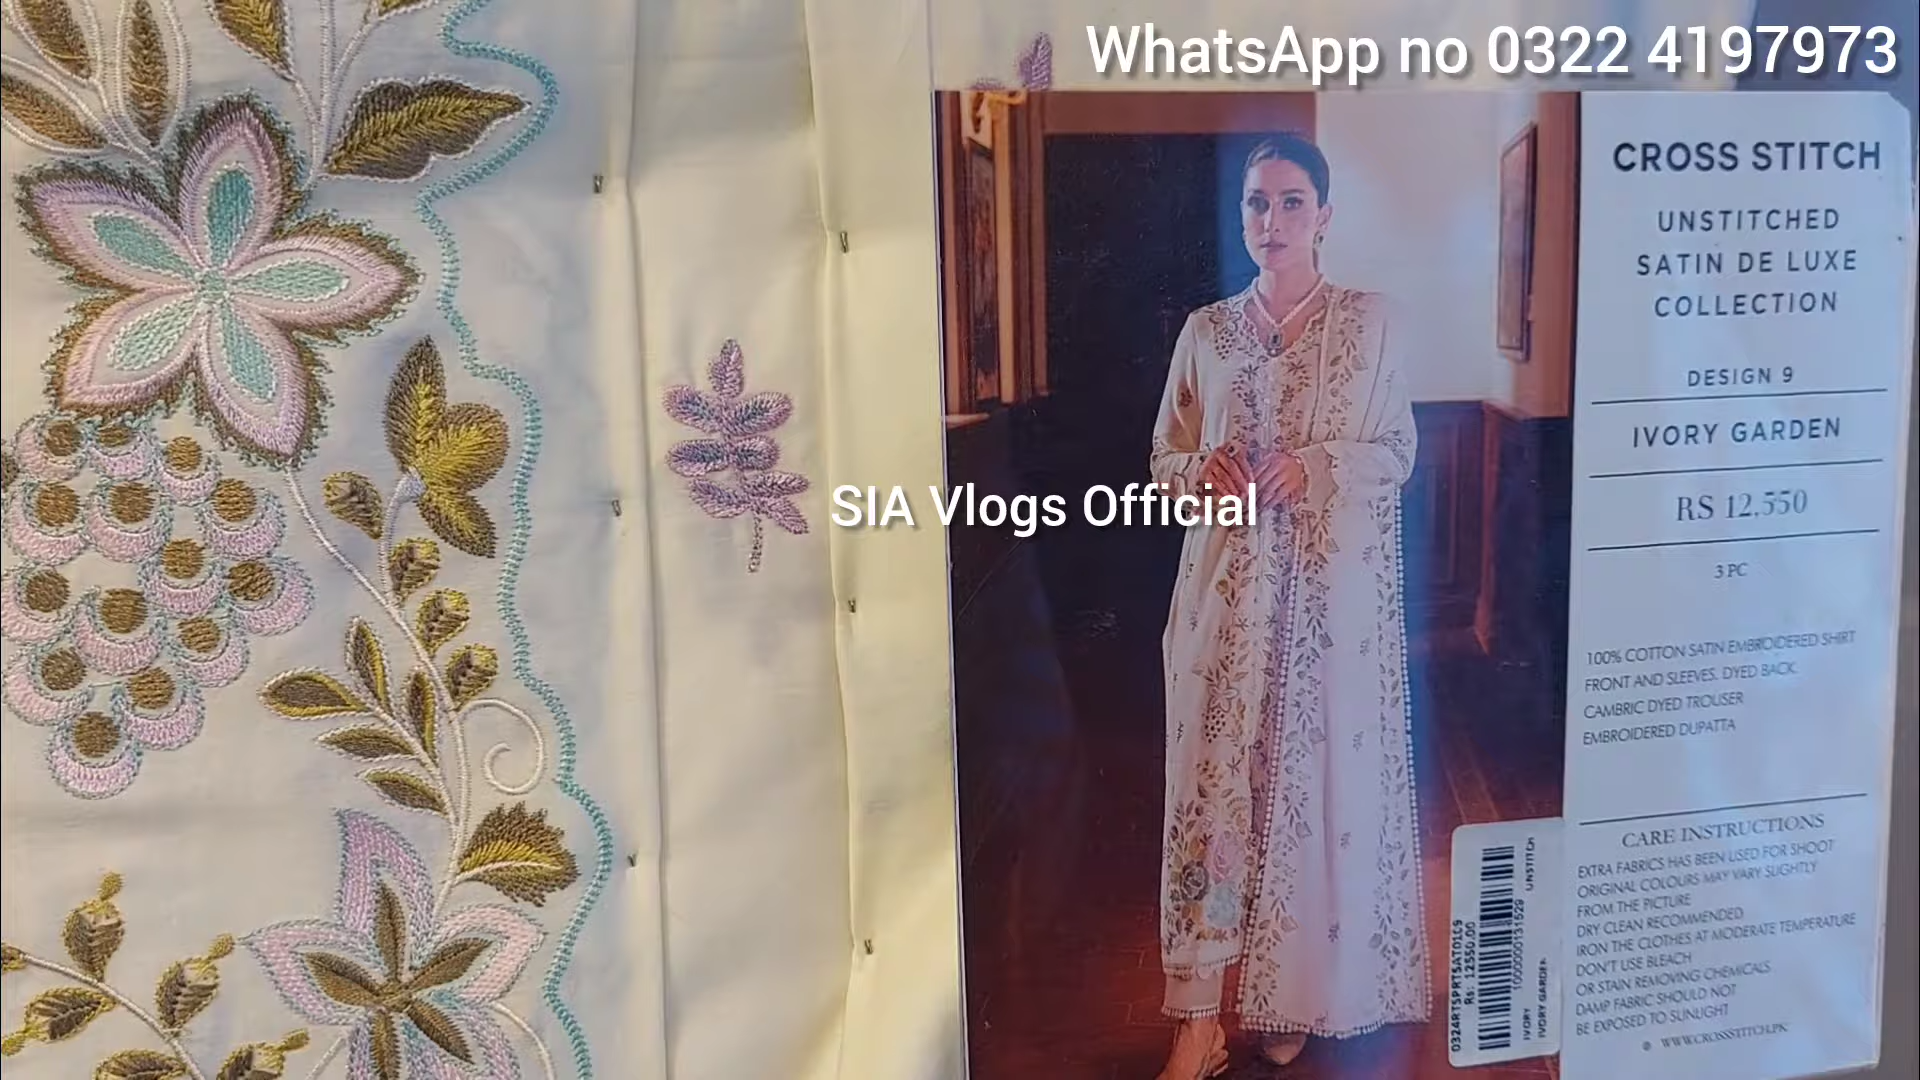 WhatsApp no 0322 4197973
SIA Vlogs Official
CROSS STITCH
UNSTITCHED
SATIN DE LUXE
COLLECTION
DESIGN 9
IVORY GARDEN
RS 12,550
3 PC
100% COTTON SATIN EMBROIDERED SHIRT
FRONT AND SLEEVES. DYED BACK.
CAMBRIC DYED TROUSER
EMBROIDERED DUPATTA
CARE INSTRUCTIONS
EXTRA FABRICS HAS BEEN USED FOR SHOOT
ORIGINAL COLOURS MAY VARY SLIGHTLY
FROM THE PICTURE
DRY CLEAN RECOMMENDED
IRON THE CLOTHES AT MODERATE TEMPERATURE
DON'T USE BLEACH
OR STAIN REMOVING CHEMICALS
DAMP FABRIC SHOULD NOT
BE EXPOSED TO SUNLIGHT
WWW.CROSSSTITCH.PK
Rs: 12550.00
1000000131529
UNSTITCH
IVORY
IVORY GARDEN